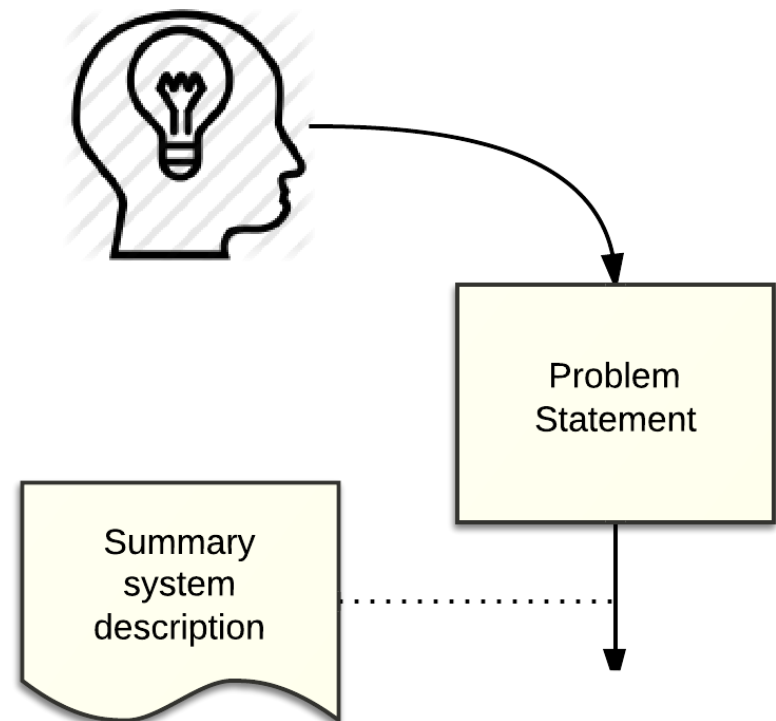 Problem
Statement
Summary
system
description